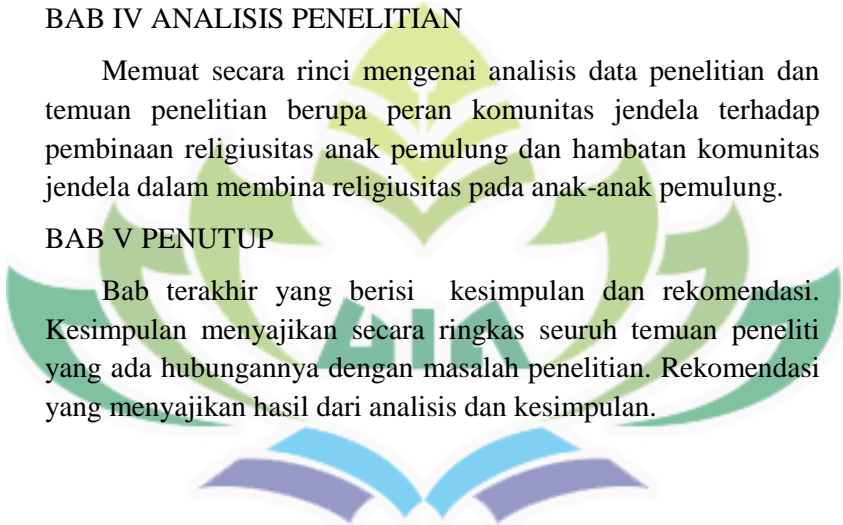 BAB IV ANALISIS PENELITIAN
Memuat secara rinci mengenai analisis data penelitian dan
temuan penelitian berupa peran komunitas jendela terhadap
pembinaan religiusitas anak pemulung dan hambatan komunitas
jendela dalam membina religiusitas pada anak-anak pemulung.
BAB V PENUTUP
Bab terakhir yang berisi kesimpulan dan rekomendasi.
Kesimpulan menyajikan secara ringkas seuruh temuan peneliti
yang ada hubungannya dengan masalah penelitian. Rekomendasi
yang menyajikan hasil dari analisis dan kesimpulan.